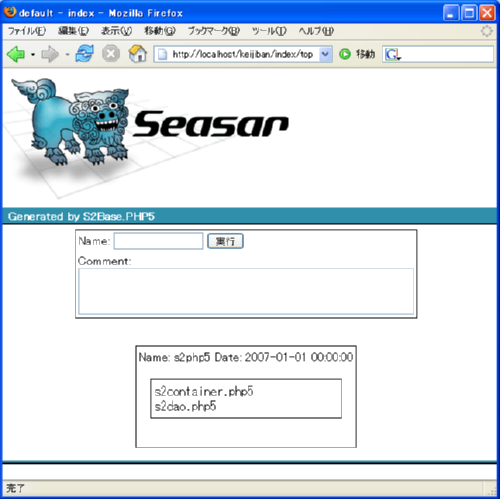 default - index - Mozilla Firefox
ファイル(F) 編集(E) 表示(V) 移動(G) ブックマーク(B) ツール(T) ヘルプ(H)
http://localhost/keijiban/index/top 移動 G
Seasar
Generated by S2Base.PHP5
Name: 実行
Comment:
Name: s2php5 Date: 2007-01-01 00:00:00
s2container.php5
s2dao.php5
完了